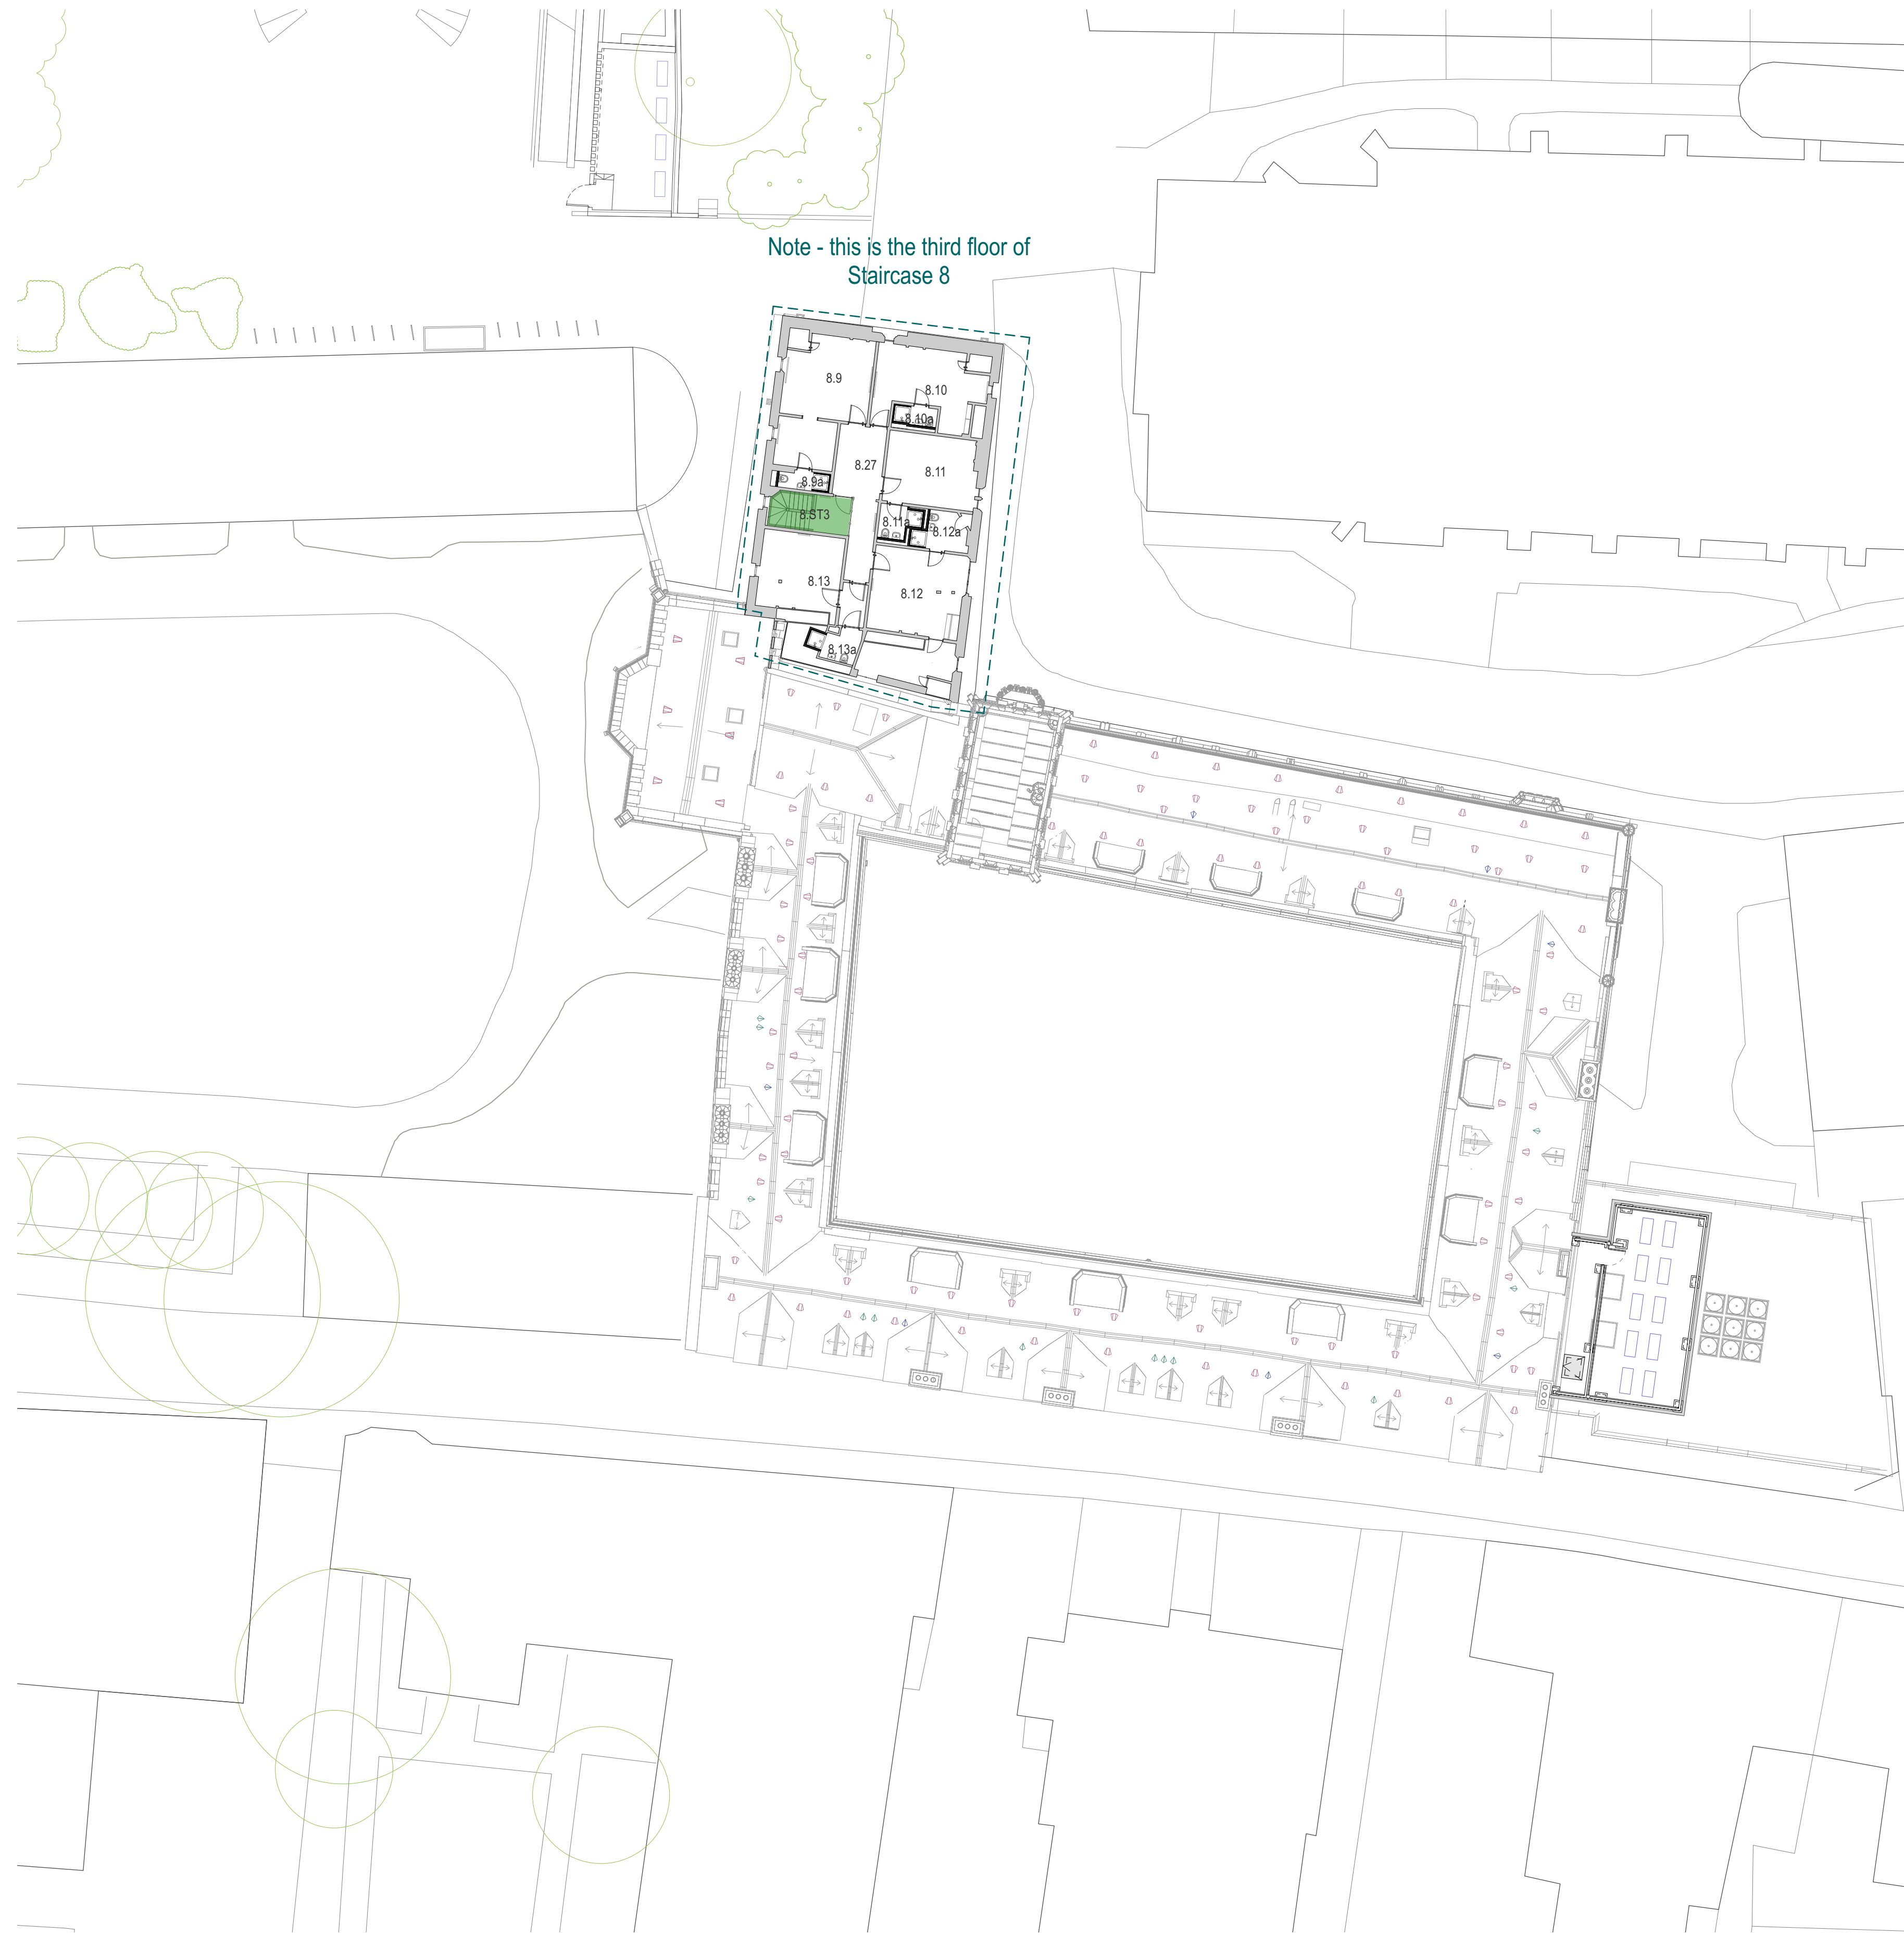 Note - this is the third floor of
Staircase 8
8.9
8.10
8.10a
8.27
8.11
8.9a
8.ST3
8.11a
8.12a
8.13
8.12
8.13a